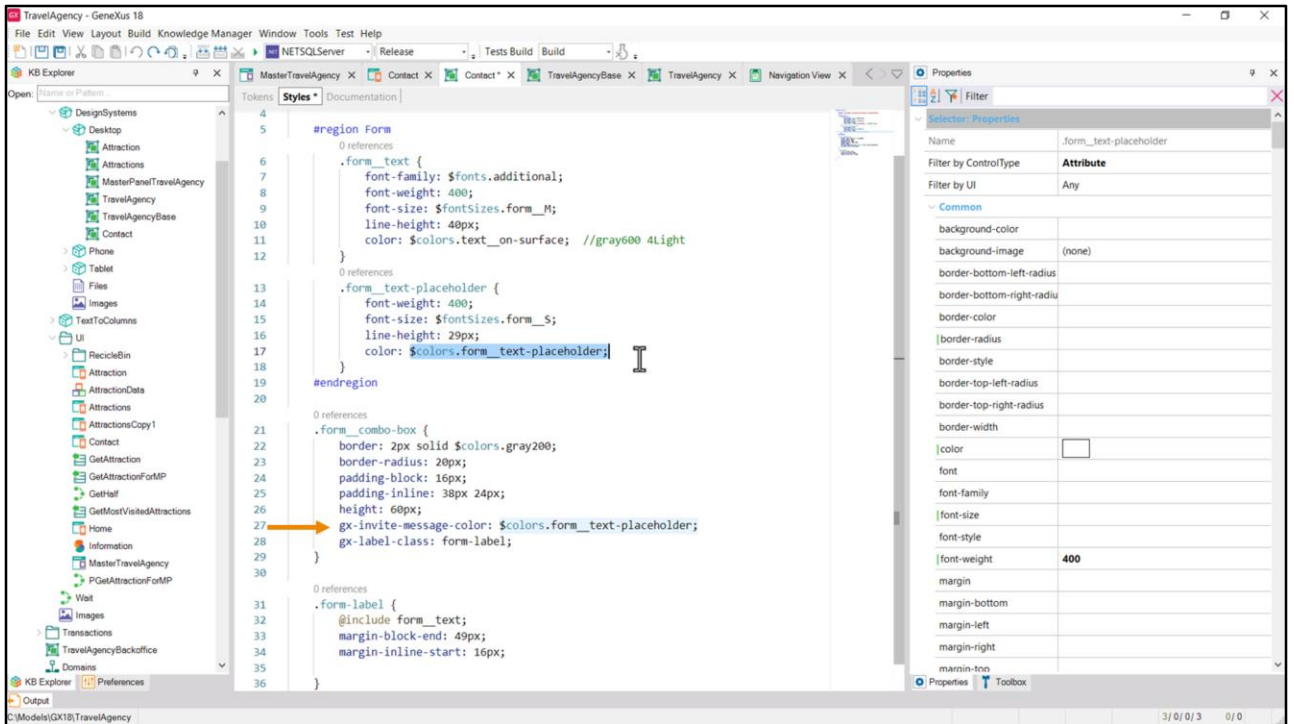 GX TravelAgency - GeneXus 18
File Edit View Layout Build Knowledge Manager Window Tools Test Help
NETSQLServer Release Tests Build Build
KB Explorer
Open: Name or Pattern...
DesignSystems
Desktop
Attraction
Attractions
MasterPanelTravelAgency
TravelAgency
TravelAgencyBase
Contact
Phone
Tablet
Files
Images
TextToColumns
UI
RecicleBin
Attraction
AttractionData
Attractions
AttractionsCopy1
Contact
GetAttraction
GetAttractionForMP
GetHalf
GetMostVisitedAttractions
Home
Information
MasterTravelAgency
PGetAttractionForMP
Wait
Images
Transactions
TravelAgencyBackoffice
Domains
KB Explorer Preferences
MasterTravelAgency X Contact X Contact * X TravelAgencyBase X TravelAgency X Navigation View X
Tokens Styles * Documentation
4
5 #region Form
0 references
6 .form__text {
7 font-family: $fonts.additional;
8 font-weight: 400;
9 font-size: $fontSizes.form__M;
10 line-height: 40px;
11 color: $colors.text__on-surface; //gray600 4Light
12 }
0 references
13 .form__text-placeholder {
14 font-weight: 400;
15 font-size: $fontSizes.form__S;
16 line-height: 29px;
17 color: $colors.form__text-placeholder;
18 }
19 #endregion
20
0 references
21 .form__combo-box {
22 border: 2px solid $colors.gray200;
23 border-radius: 20px;
24 padding-block: 16px;
25 padding-inline: 38px 24px;
26 height: 60px;
27 gx-invite-message-color: $colors.form__text-placeholder;
28 gx-label-class: form-label;
29 }
30
0 references
31 .form-label {
32 @include form__text;
33 margin-block-end: 49px;
34 margin-inline-start: 16px;
35
36 }
Properties
Filter
Selector: Properties
Name .form__text-placeholder
Filter by ControlType Attribute
Filter by UI Any
Common
background-color
background-image (none)
border-bottom-left-radius
border-bottom-right-radiu
border-color
border-radius
border-style
border-top-left-radius
border-top-right-radius
border-width
color
font
font-family
font-size
font-style
font-weight 400
margin
margin-bottom
margin-left
margin-right
margin-top
Properties Toolbox
Output
C:\Models\GX18\TravelAgency 3/0/0/3 0/0